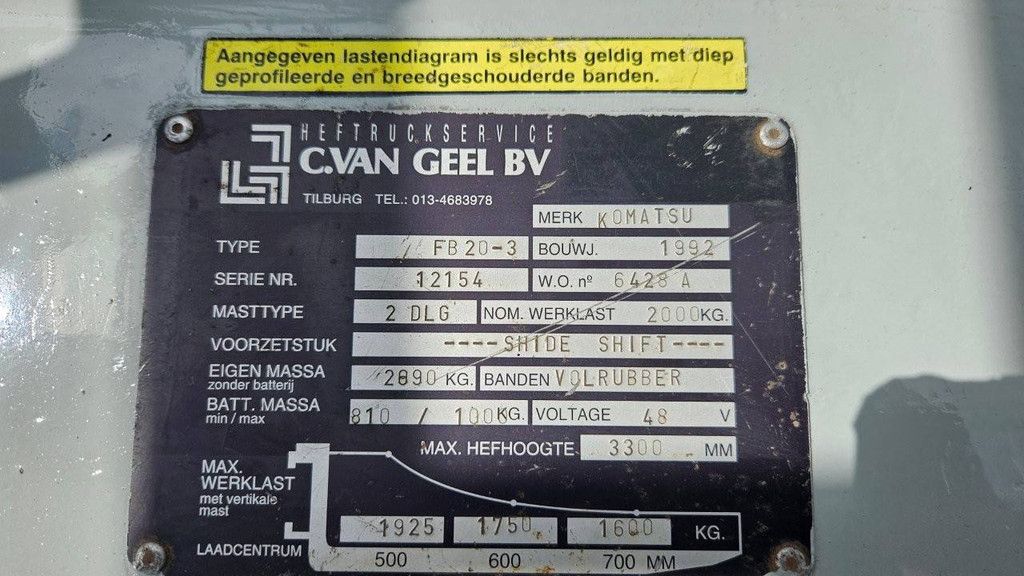 Aangegeven lastendiagram is slechts geldig met diep
geprofileerde en breedgeschouderde banden.
HEFTRUCKSERVICE
C.VAN GEEL BV
TILBURG TEL.: 013-4683978
MERK KOMATSU
TYPE FB20-3 BOUWJ. 1992
SERIE NR. 12154 W.O. nº 6428 A
MASTTYPE 2 DLG NOM. WERKLAST 2000KG.
VOORZETSTUK ----SHIDE SHIFT----
EIGEN MASSA 2890 KG. BANDEN VOLRUBBER
zonder batterij
BATT. MASSA 810 / KG. VOLTAGE 48 V
min / max
MAX. HEFHOOGTE 3300 MM
MAX.
WERKLAST
met vertikale
mast
1925 1750 1600 KG.
LAADCENTRUM 500 600 700 MM